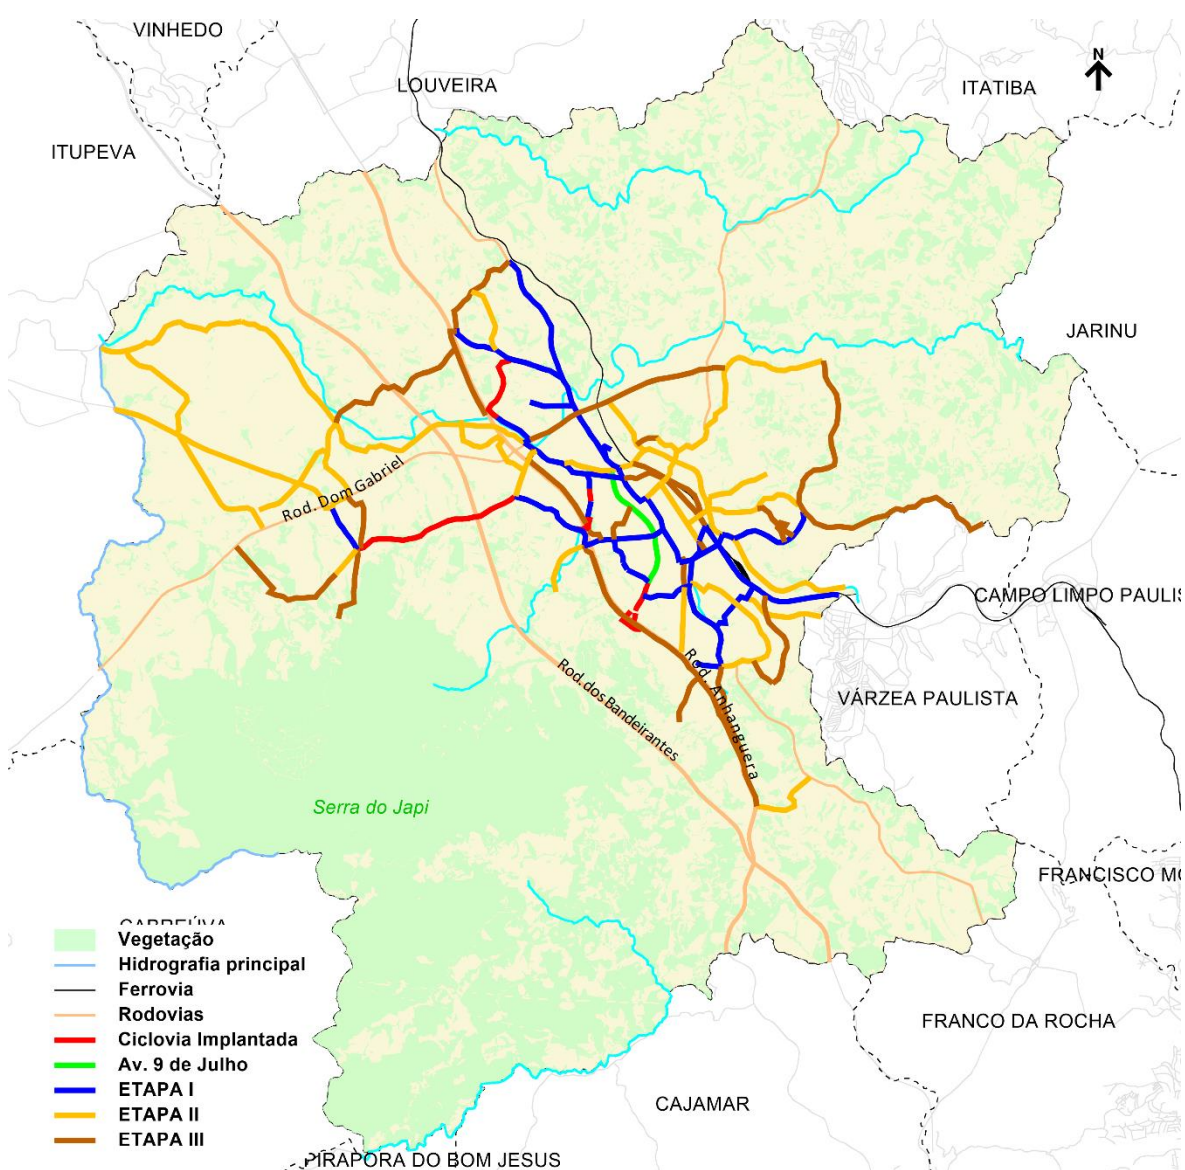 VINHEDO
N
LOUVEIRA
ITATIBA
ITUPEVA
JARINU
Rod. Dom Gabriel
CAMPO LIMPO PAULIS
Rod. dos Bandeirantes
Rod. Anhanguera
VÁRZEA PAULISTA
Serra do Japi
FRANCISCO MO
Vegetação
Hidrografia principal
Ferrovia
Rodovias
Ciclovia Implantada
Av. 9 de Julho
ETAPA I
ETAPA II
ETAPA III
FRANCO DA ROCHA
CAJAMAR
PIRAPORA DO BOM JESUS